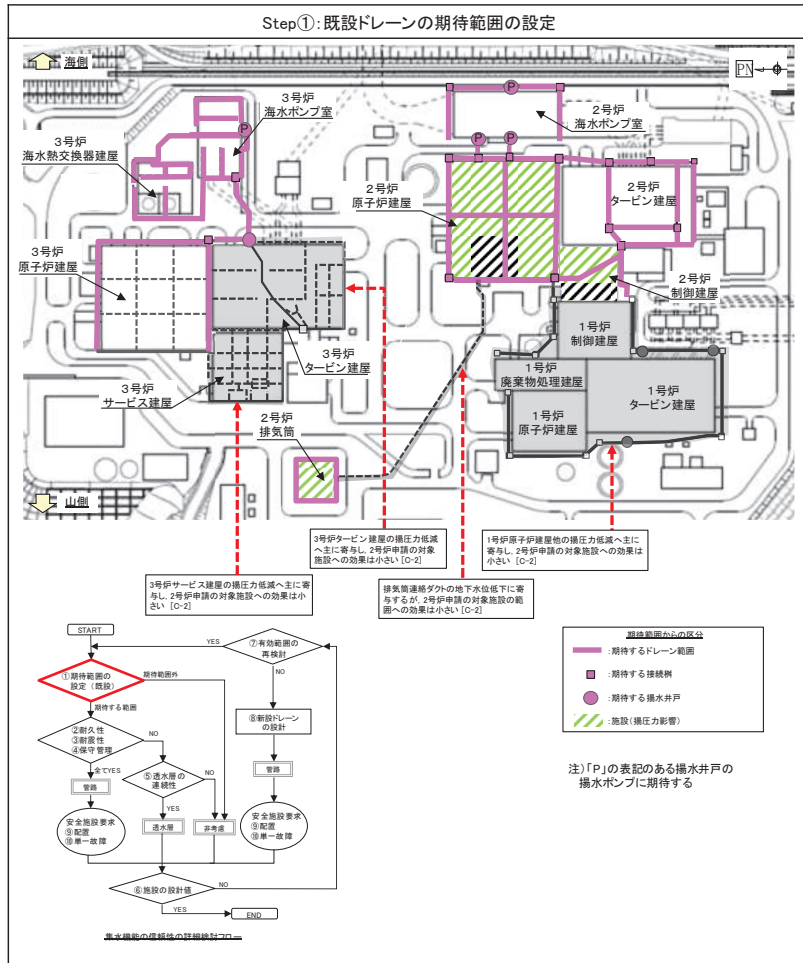 Step①:既設ドレーンの期待範囲の設定
海側
PN
3号炉
海水ポンプ室
3号炉
海水熱交換器建屋
P
P
P
P
2号炉
海水ポンプ室
2号炉
原子炉建屋
2号炉
タービン建屋
3号炉
原子炉建屋
2号炉
制御建屋
1号炉
制御建屋
3号炉
タービン建屋
1号炉
廃棄物処理建屋
3号炉
サービス建屋
1号炉
タービン建屋
1号炉
原子炉建屋
2号炉
排気筒
山側
3号炉タービン建屋の揚圧力低減
へ主に寄与し、2号炉申請の対象
施設への効果は小さい [C-2]
1号炉原子炉建屋他の揚圧力低減へ主に
寄与し、2号炉申請の対象施設への効果は
小さい [C-2]
3号炉サービス建屋の揚圧力低減へ主に寄
与し、2号炉申請の対象施設への効果は小
さい [C-2]
排気筒連絡ダクトの地下水位低下に寄
与するが、2号炉申請の対象施設の範
囲への効果は小さい [C-2]
START
YES
⑦有効範囲の
再検討
①期待範囲の
設定(既設)
期待範囲外
NO
期待する範囲
⑧新設ドレーン
の設計
②耐久性
③耐震性
④保守管理
NO
全てYES
⑤透水層の
連続性
NO
管路
管路
YES
安全施設要求
⑨配置
⑩単一故障
透水層
非考慮
安全施設要求
⑨配置
⑩単一故障
⑥施設の設計値
NO
YES
END
集水機能の信頼性の詳細検討フロー
期待範囲からの区分
:期待するドレーン範囲
:期待する接続桝
:期待する揚水井戸
:施設(揚圧力影響)
注)「P」の表記のある揚水井戸の
揚水ポンプに期待する